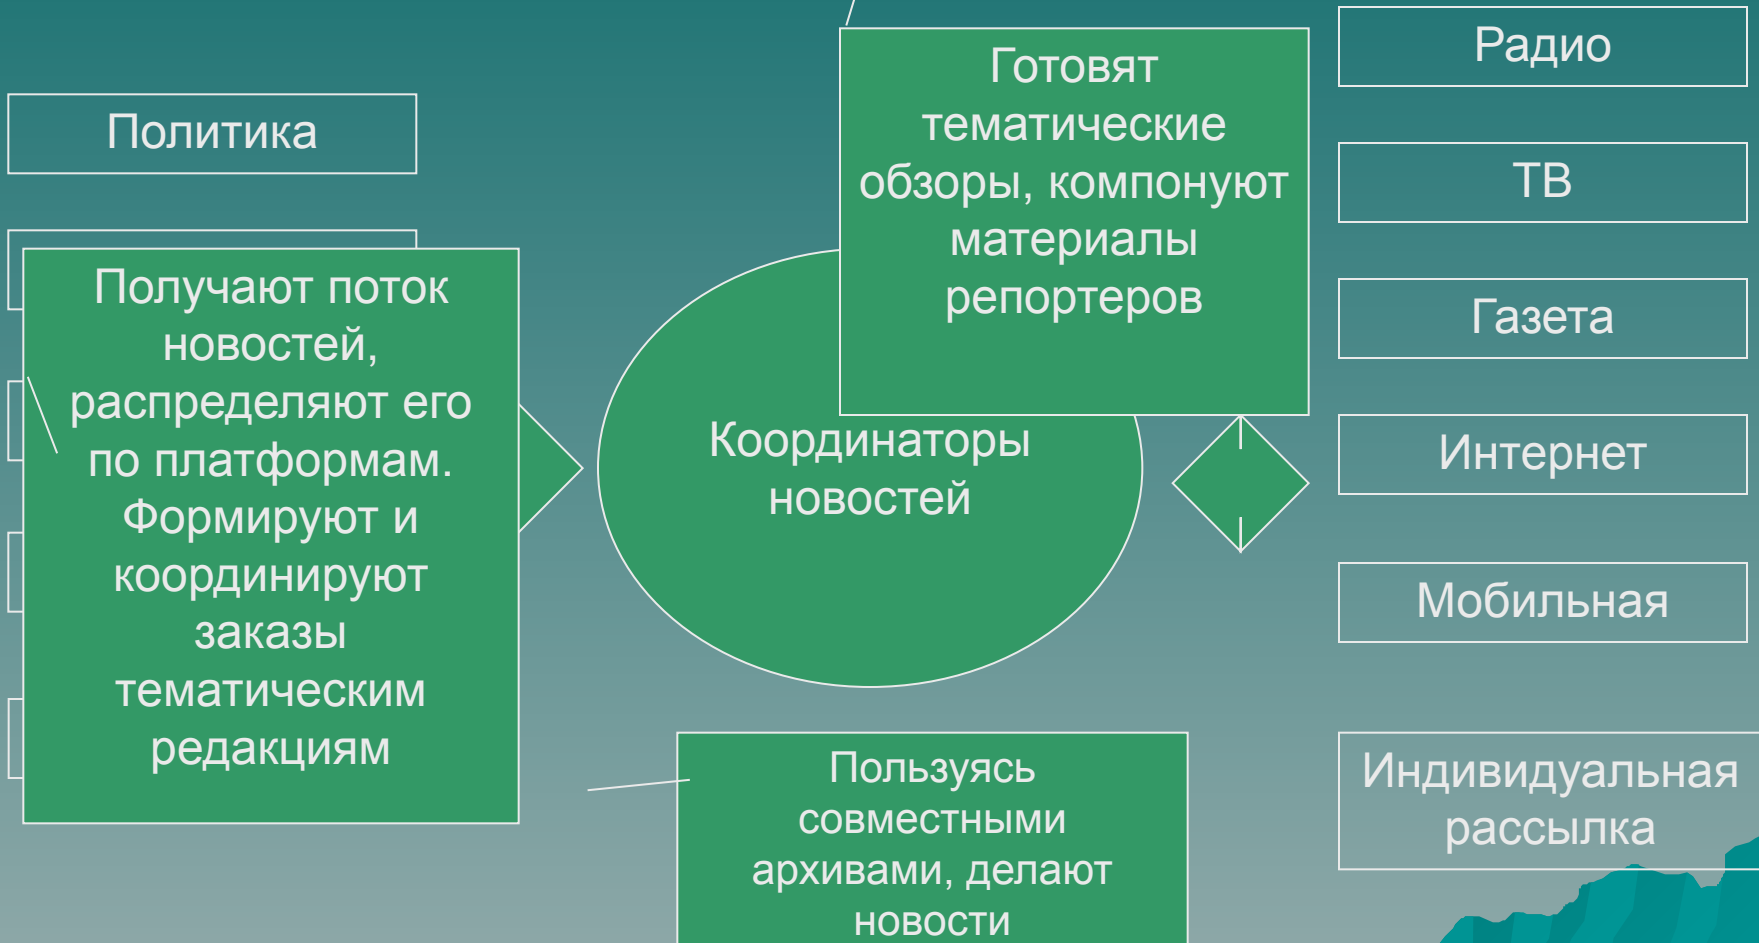 Политика
Получают поток
новостей,
распределяют его
по платформам.
Формируют и
координируют
заказы
тематическим
редакциям
Готовят
тематические
обзоры, компонуют
материалы
репортеров
Координаторы
новостей
Пользуясь
совместными
архивами, делают
новости
Радио
ТВ
Газета
Интернет
Мобильная
Индивидуальная
рассылка